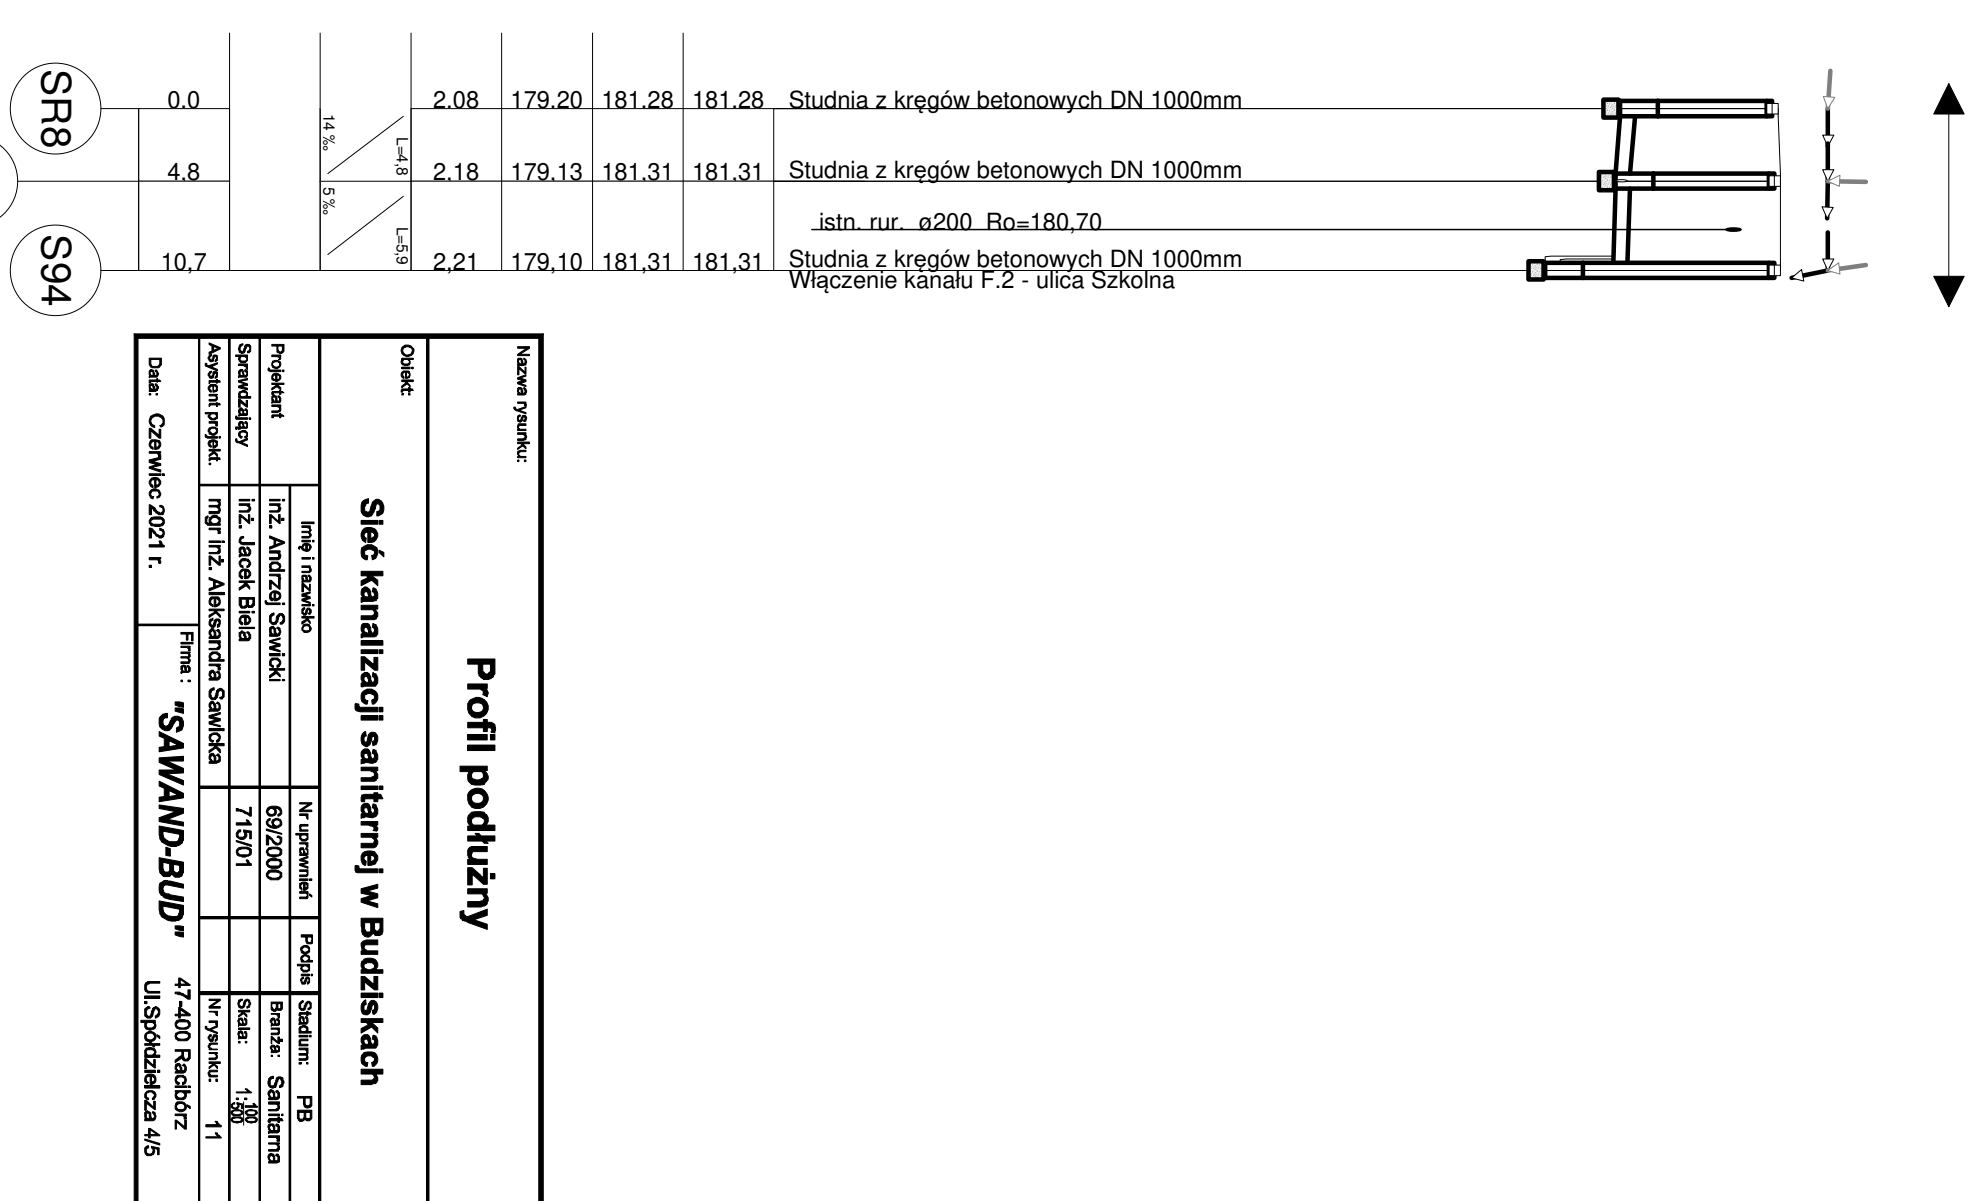 SR8
0,0
14 ‰
L=4,8
2,08
179,20
181,28
181,28
Studnia z kręgów betonowych DN 1000mm
4,8
5 ‰
L=5,9
2,18
179,13
181,31
181,31
Studnia z kręgów betonowych DN 1000mm
istn. rur. ø200 Ro=180,70
S94
10,7
2,21
179,10
181,31
181,31
Studnia z kręgów betonowych DN 1000mm
Włączenie kanału F.2 - ulica Szkolna
Nazwa rysunku:
Profil podłużny
Obiekt:
Sieć kanalizacji sanitarnej w Budziskach
Imię i nazwisko
Nr uprawnień
Podpis
Stadium: PB
Projektant
inż. Andrzej Sawicki
69/2000
Branża: Sanitarna
Sprawdzający
inż. Jacek Biela
715/01
Skala: 1:100/500
Asystent projekt.
mgr inż. Aleksandra Sawicka
Nr rysunku: 11
Data: Czerwiec 2021 r.
Firma :
"SAWAND-BUD"
47-400 Racibórz
Ul.Spółdzielcza 4/5